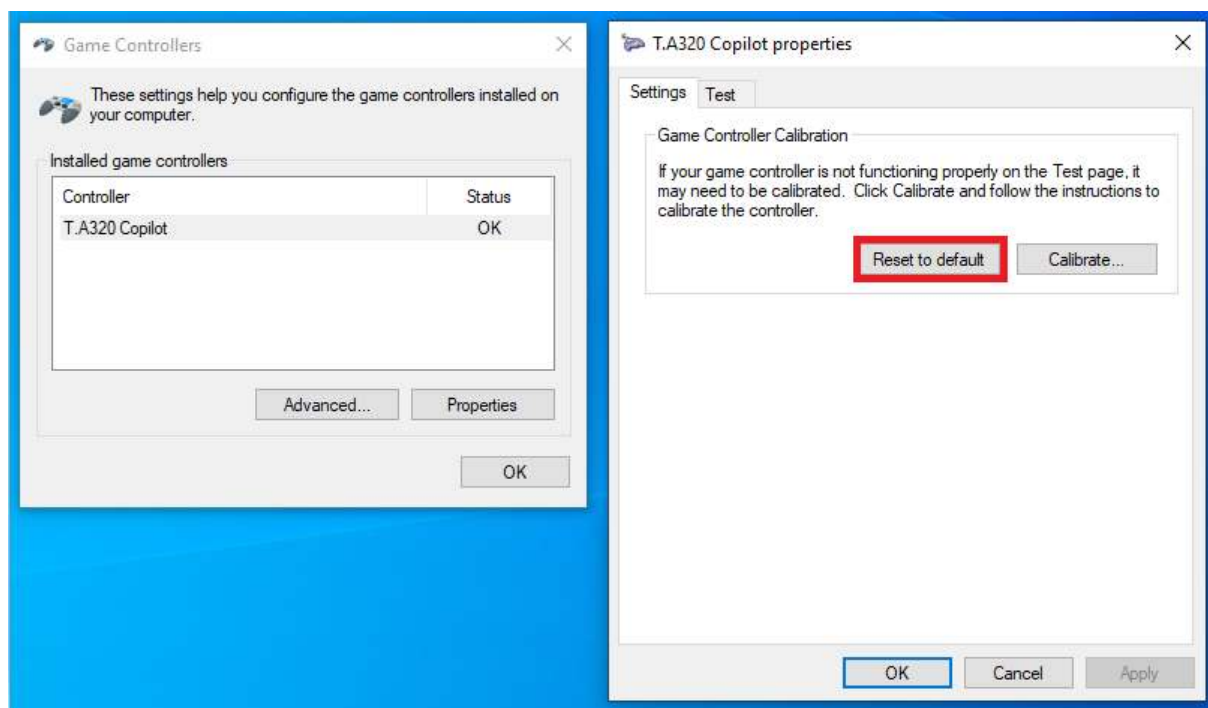 Game Controllers
These settings help you configure the game controllers installed on
your computer.
Installed game controllers
Controller Status
T.A320 Copilot OK
Advanced... Properties
OK
T.A320 Copilot properties
Settings Test
Game Controller Calibration
If your game controller is not functioning properly on the Test page, it
may need to be calibrated. Click Calibrate and follow the instructions to
calibrate the controller.
Reset to default Calibrate...
OK Cancel Apply